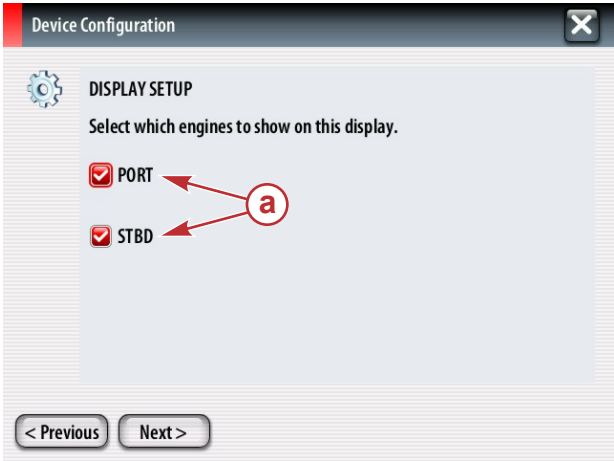 Device Configuration
DISPLAY SETUP
Select which engines to show on this display.
PORT
a
STBD
< Previous Next >